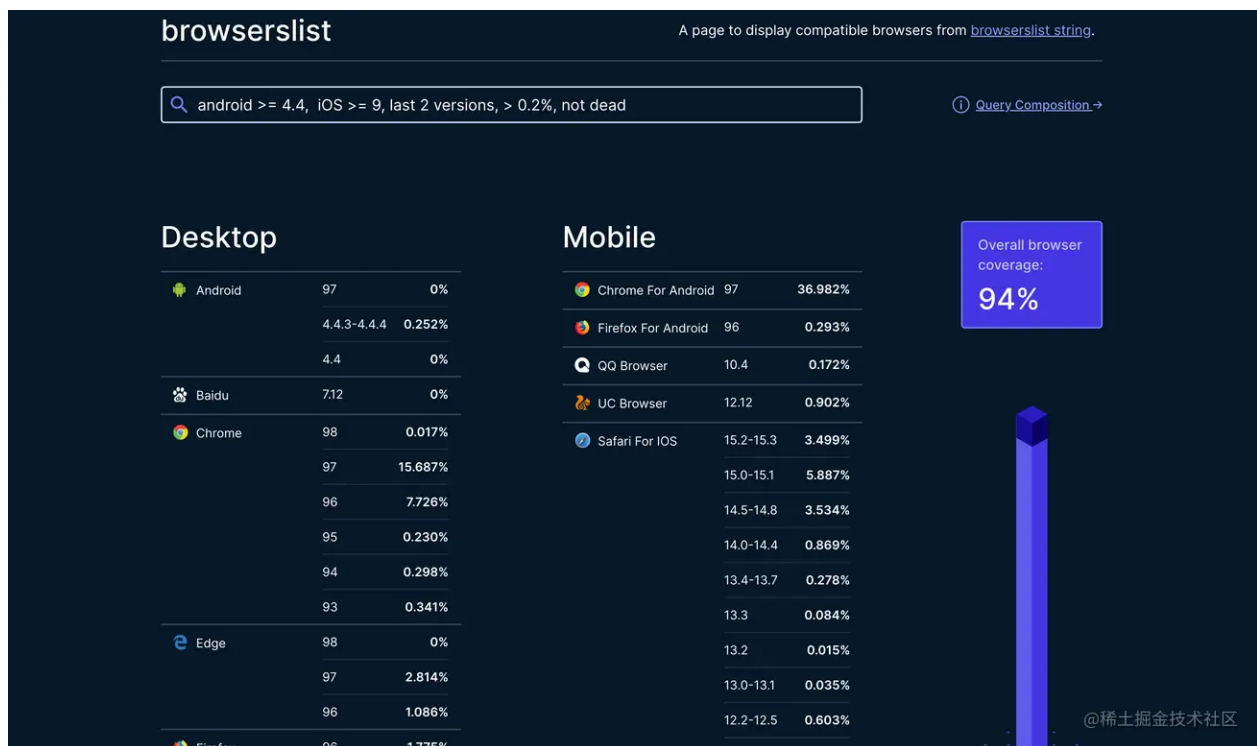 browserslist
A page to display compatible browsers from browserslist string.
android >= 4.4, iOS >= 9, last 2 versions, > 0.2%, not dead
Query Composition →
Desktop
Android 97 0%
4.4.3-4.4.4 0.252%
4.4 0%
Baidu 7.12 0%
Chrome 98 0.017%
97 15.687%
96 7.726%
95 0.230%
94 0.298%
93 0.341%
Edge 98 0%
97 2.814%
96 1.086%
Firefox 96 1.775%
Mobile
Chrome For Android 97 36.982%
Firefox For Android 96 0.293%
QQ Browser 10.4 0.172%
UC Browser 12.12 0.902%
Safari For IOS 15.2-15.3 3.499%
15.0-15.1 5.887%
14.5-14.8 3.534%
14.0-14.4 0.869%
13.4-13.7 0.278%
13.3 0.084%
13.2 0.015%
13.0-13.1 0.035%
12.2-12.5 0.603%
Overall browser
coverage:
94%
@稀土掘金技术社区